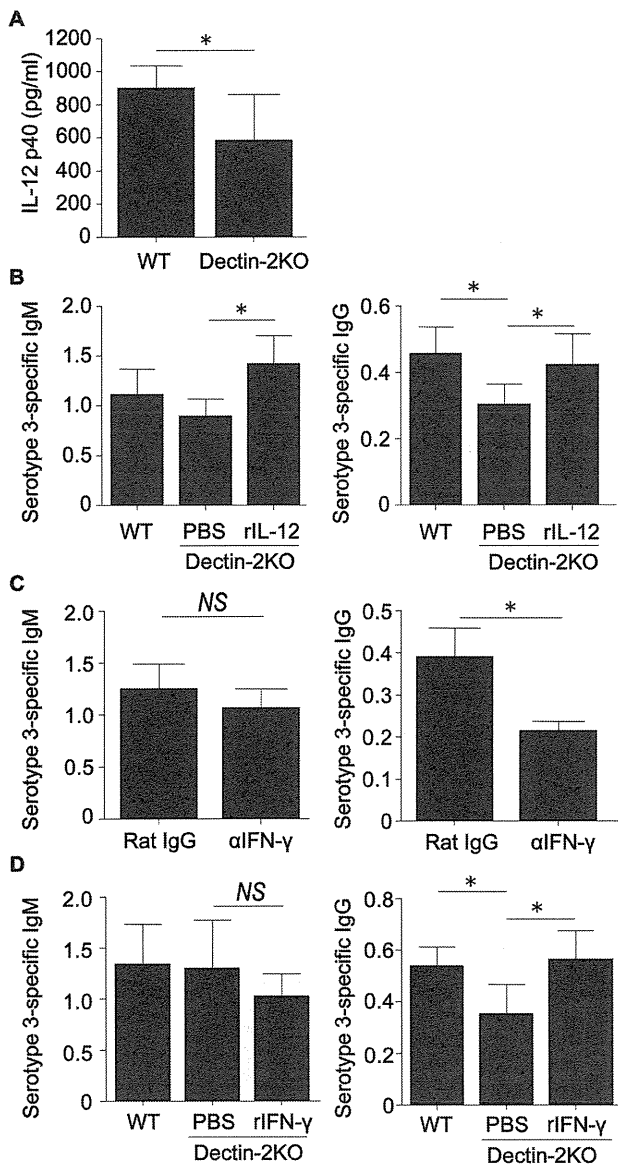 A
IL-12 p40 (pg/ml)
1200
1000
800
600
400
200
0
*
WT
Dectin-2KO
B
Serotype 3-specific IgM
2.0
1.5
1.0
0.5
0
*
WT
PBS
rIL-12
Dectin-2KO
Serotype 3-specific IgG
0.6
0.4
0.2
0
*
*
WT
PBS
rIL-12
Dectin-2KO
C
Serotype 3-specific IgM
2.0
1.5
1.0
0.5
0
NS
Rat IgG
αIFN-γ
Serotype 3-specific IgG
0.5
0.4
0.3
0.2
0.1
0
*
Rat IgG
αIFN-γ
D
Serotype 3-specific IgM
2.0
1.5
1.0
0.5
0
NS
WT
PBS
rIFN-γ
Dectin-2KO
Serotype 3-specific IgG
0.8
0.6
0.4
0.2
0
*
*
WT
PBS
rIFN-γ
Dectin-2KO